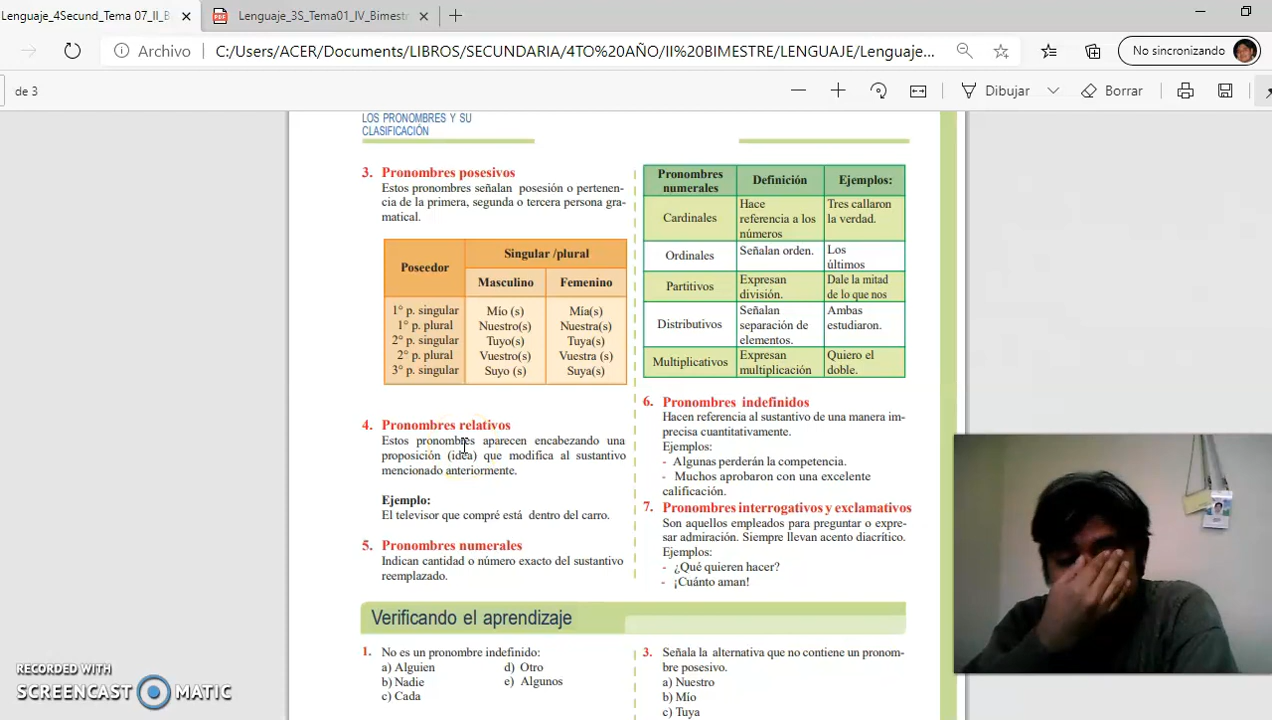 Lenguaje_4Secund_Tema 07_II_B
Lenguaje_3S_Tema01_IV_Bimestr
Archivo
C:/Users/ACER/Documents/LIBROS/SECUNDARIA/4TO%20AÑO/II%20BIMESTRE/LENGUAJE/Lenguaje...
No sincronizando
de 3
Dibujar
Borrar
LOS PRONOMBRES Y SU
CLASIFICACIÓN
3. Pronombres posesivos
Estos pronombres señalan posesión o pertenen-
cia de la primera, segunda o tercera persona gra-
matical.
Poseedor
Singular /plural
Masculino
Femenino
1° p. singular
Mío (s)
Mía(s)
1° p. plural
Nuestro(s)
Nuestra(s)
2° p. singular
Tuyo(s)
Tuya(s)
2° p. plural
Vuestro(s)
Vuestra (s)
3° p. singular
Suyo (s)
Suya(s)
4. Pronombres relativos
Estos pronombres aparecen encabezando una
proposición (idea) que modifica al sustantivo
mencionado anteriormente.
Ejemplo:
El televisor que compré está dentro del carro.
5. Pronombres numerales
Indican cantidad o número exacto del sustantivo
reemplazado.
Pronombres
numerales
Definición
Ejemplos:
Cardinales
Hace
referencia a los
números
Tres callaron
la verdad.
Ordinales
Señalan orden.
Los
últimos
Partitivos
Expresan
división.
Dale la mitad
de lo que nos
Distributivos
Señalan
separación de
elementos.
Ambas
estudiaron.
Multiplicativos
Expresan
multiplicación
Quiero el
doble.
6. Pronombres indefinidos
Hacen referencia al sustantivo de una manera im-
precisa cuantitativamente.
Ejemplos:
- Algunas perderán la competencia.
- Muchos aprobaron con una excelente
calificación.
7. Pronombres interrogativos y exclamativos
Son aquellos empleados para preguntar o expre-
sar admiración. Siempre llevan acento diacrítico.
Ejemplos:
- ¿Qué quieren hacer?
- ¡Cuánto aman!
Verificando el aprendizaje
1. No es un pronombre indefinido:
a) Alguien
d) Otro
b) Nadie
e) Algunos
c) Cada
3. Señala la alternativa que no contiene un pronom-
bre posesivo.
a) Nuestro
b) Mío
c) Tuya
RECORDED WITH
SCREENCAST MATIC